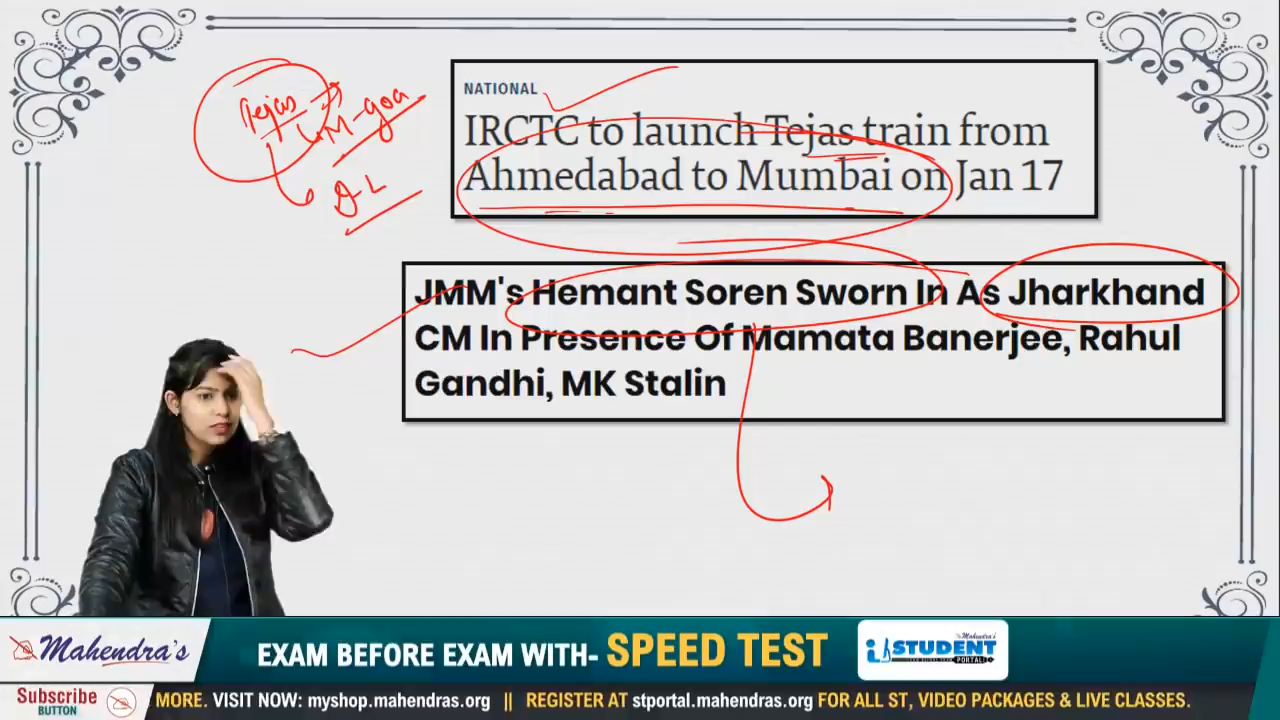 Tejas
M-goa
D L
NATIONAL
IRCTC to launch Tejas train from
Ahmedabad to Mumbai on Jan 17
JMM's Hemant Soren Sworn In As Jharkhand
CM In Presence Of Mamata Banerjee, Rahul
Gandhi, MK Stalin
Mahendra's
EXAM BEFORE EXAM WITH- SPEED TEST
Mahendra's
STUDENT
PORTAL
Subscribe
BUTTON
MORE. VISIT NOW: myshop.mahendras.org || REGISTER AT stportal.mahendras.org FOR ALL ST, VIDEO PACKAGES & LIVE CLASSES.